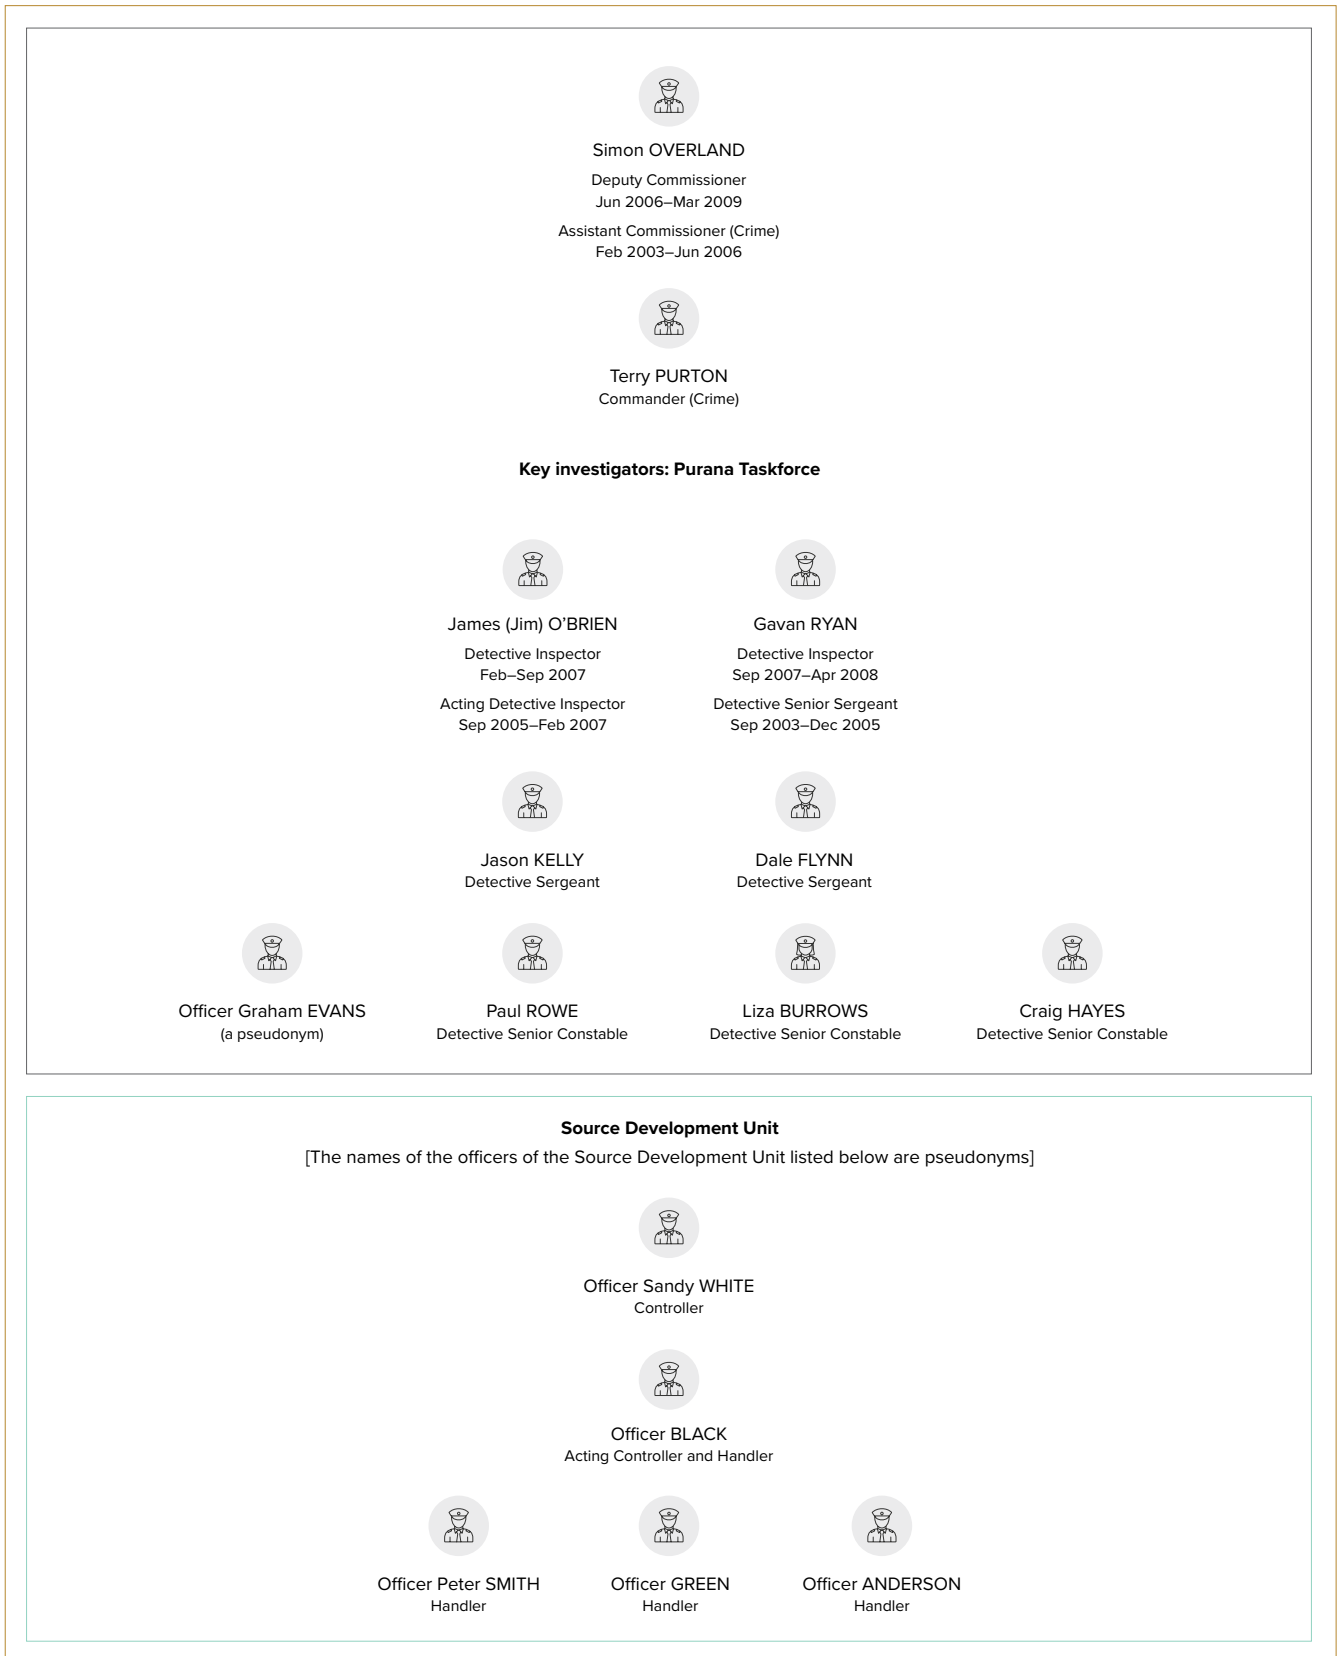 Simon OVERLAND
Deputy Commissioner
Jun 2006–Mar 2009
Assistant Commissioner (Crime)
Feb 2003–Jun 2006
Terry PURTON
Commander (Crime)
Key investigators: Purana Taskforce
James (Jim) O’BRIEN
Detective Inspector
Feb–Sep 2007
Acting Detective Inspector
Sep 2005–Feb 2007
Gavan RYAN
Detective Inspector
Sep 2007–Apr 2008
Detective Senior Sergeant
Sep 2003–Dec 2005
Jason KELLY
Detective Sergeant
Dale FLYNN
Detective Sergeant
Officer Graham EVANS
(a pseudonym)
Paul ROWE
Detective Senior Constable
Liza BURROWS
Detective Senior Constable
Craig HAYES
Detective Senior Constable
Source Development Unit
[The names of the officers of the Source Development Unit listed below are pseudonyms]
Officer Sandy WHITE
Controller
Officer BLACK
Acting Controller and Handler
Officer Peter SMITH
Handler
Officer GREEN
Handler
Officer ANDERSON
Handler